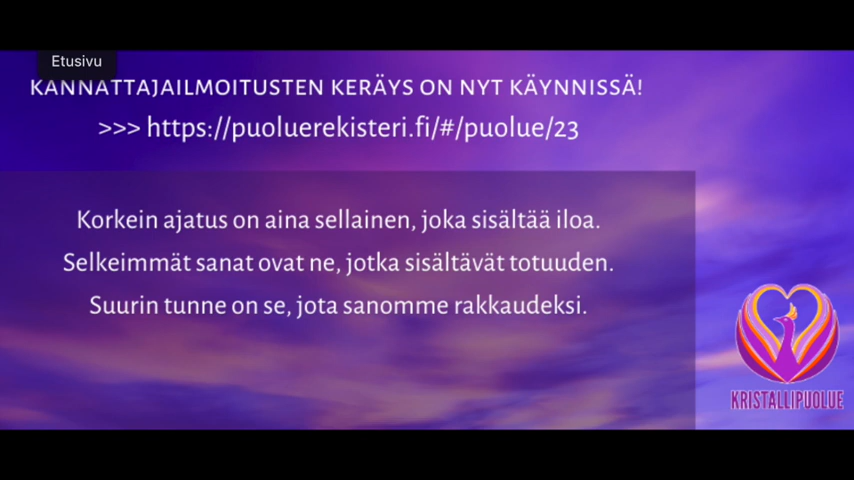 Etusivu
KANNATTAJAILMOITUSTEN KERÄYS ON NYT KÄYNNISSÄ!
>>> https://puoluerekisteri.fi/#/puolue/23
Korkein ajatus on aina sellainen, joka sisältää iloa.
Selkeimmät sanat ovat ne, jotka sisältävät totuuden.
Suurin tunne on se, jota sanomme rakkaudeksi.
KRISTALLIPUOLUE